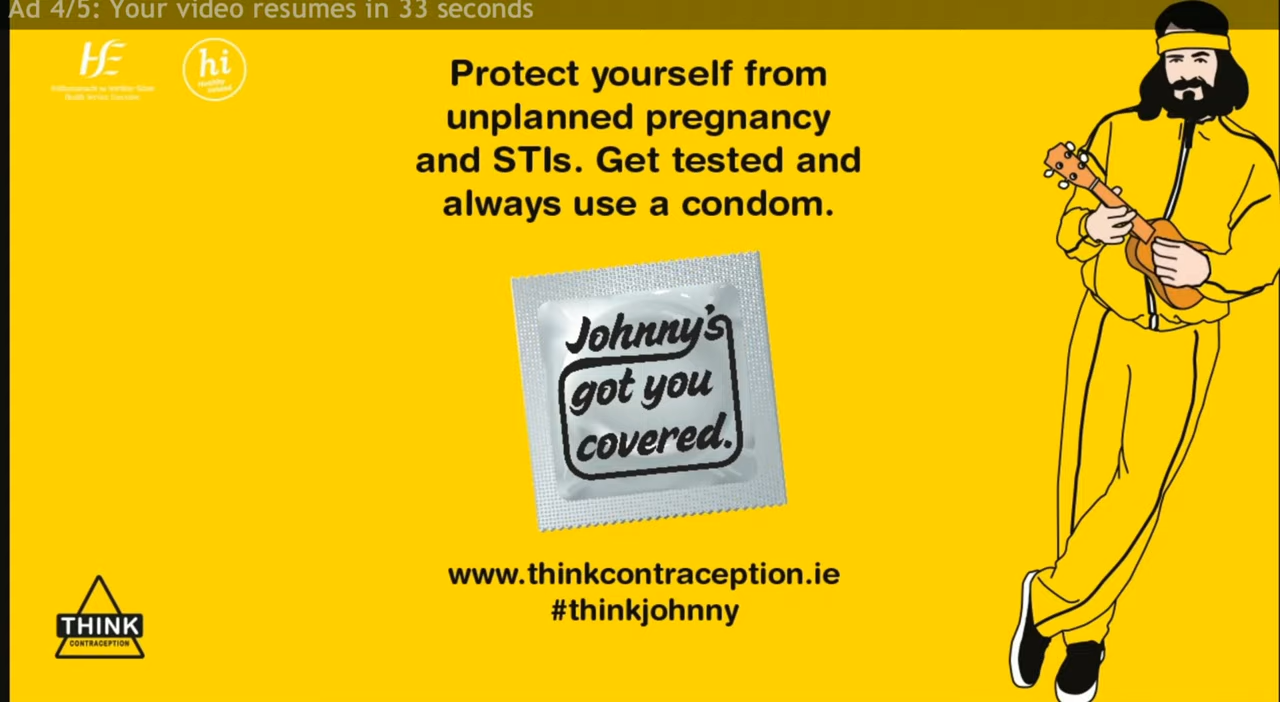 Ad 4/5: Your video resumes in 33 seconds
hi
Protect yourself from
unplanned pregnancy
and STIs. Get tested and
always use a condom.
Johnny's
got you
covered.
www.thinkcontraception.ie
#thinkjohnny
THINK
CONTRACEPTION